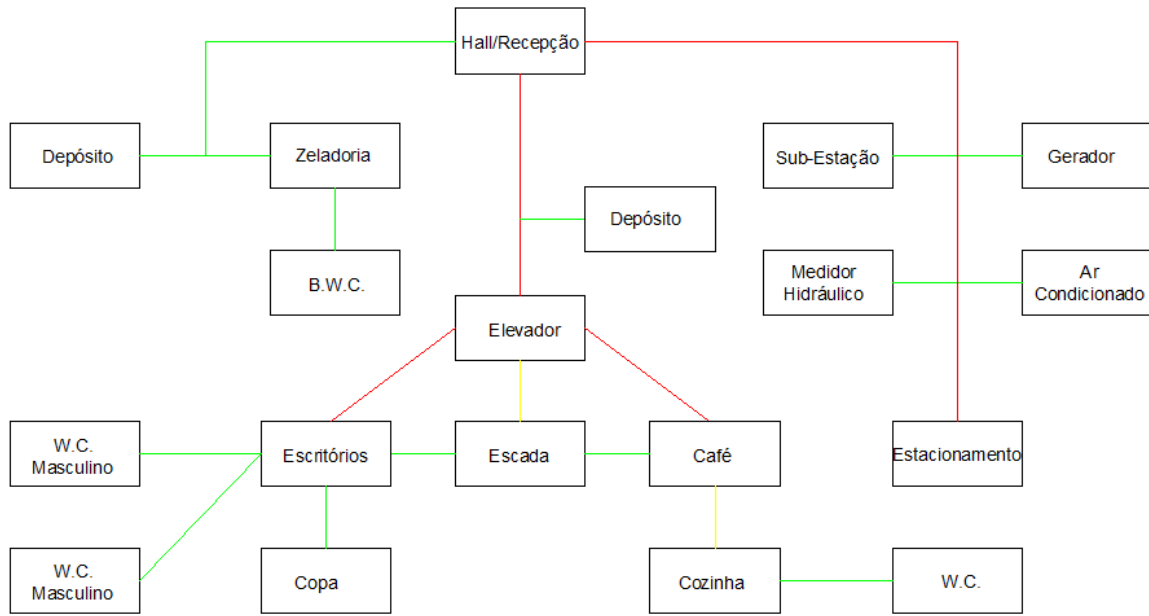 Hall/Recepção
Depósito
Zeladoria
Sub-Estação
Gerador
Depósito
B.W.C.
Medidor
Hidráulico
Ar
Condicionado
Elevador
W.C.
Masculino
Escritórios
Escada
Café
Estacionamento
W.C.
Masculino
Copa
Cozinha
W.C.